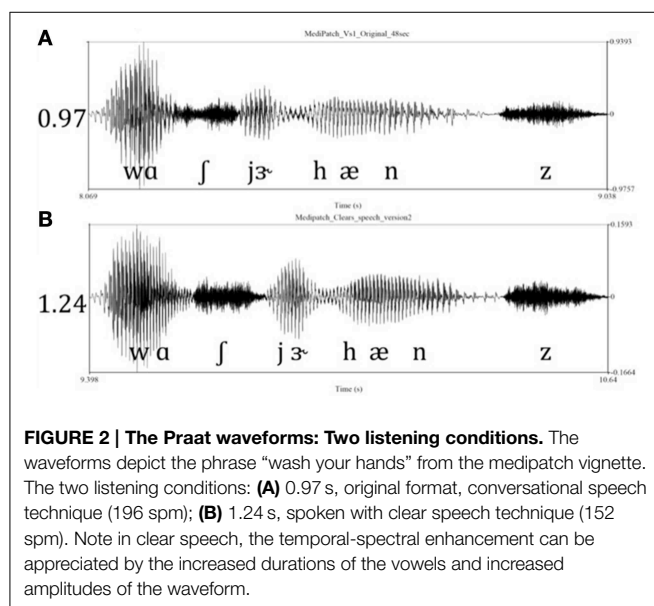 A
MediPatch_Vs1_Original_48sec
0.9393
0.97
0
wɑ ʃ jɝ h æ n z
-0.9757
8.069
9.038
Time (s)
B
Medipatch_Clears_speech_version2
0.1593
1.24
0
w ɑ ʃ j ɝ h æ n z
-0.1664
9.398
10.64
Time (s)
FIGURE 2 | The Praat waveforms: Two listening conditions. The
waveforms depict the phrase “wash your hands” from the medipatch vignette.
The two listening conditions: (A) 0.97 s, original format, conversational speech
technique (196 spm); (B) 1.24 s, spoken with clear speech technique (152
spm). Note in clear speech, the temporal-spectral enhancement can be
appreciated by the increased durations of the vowels and increased
amplitudes of the waveform.